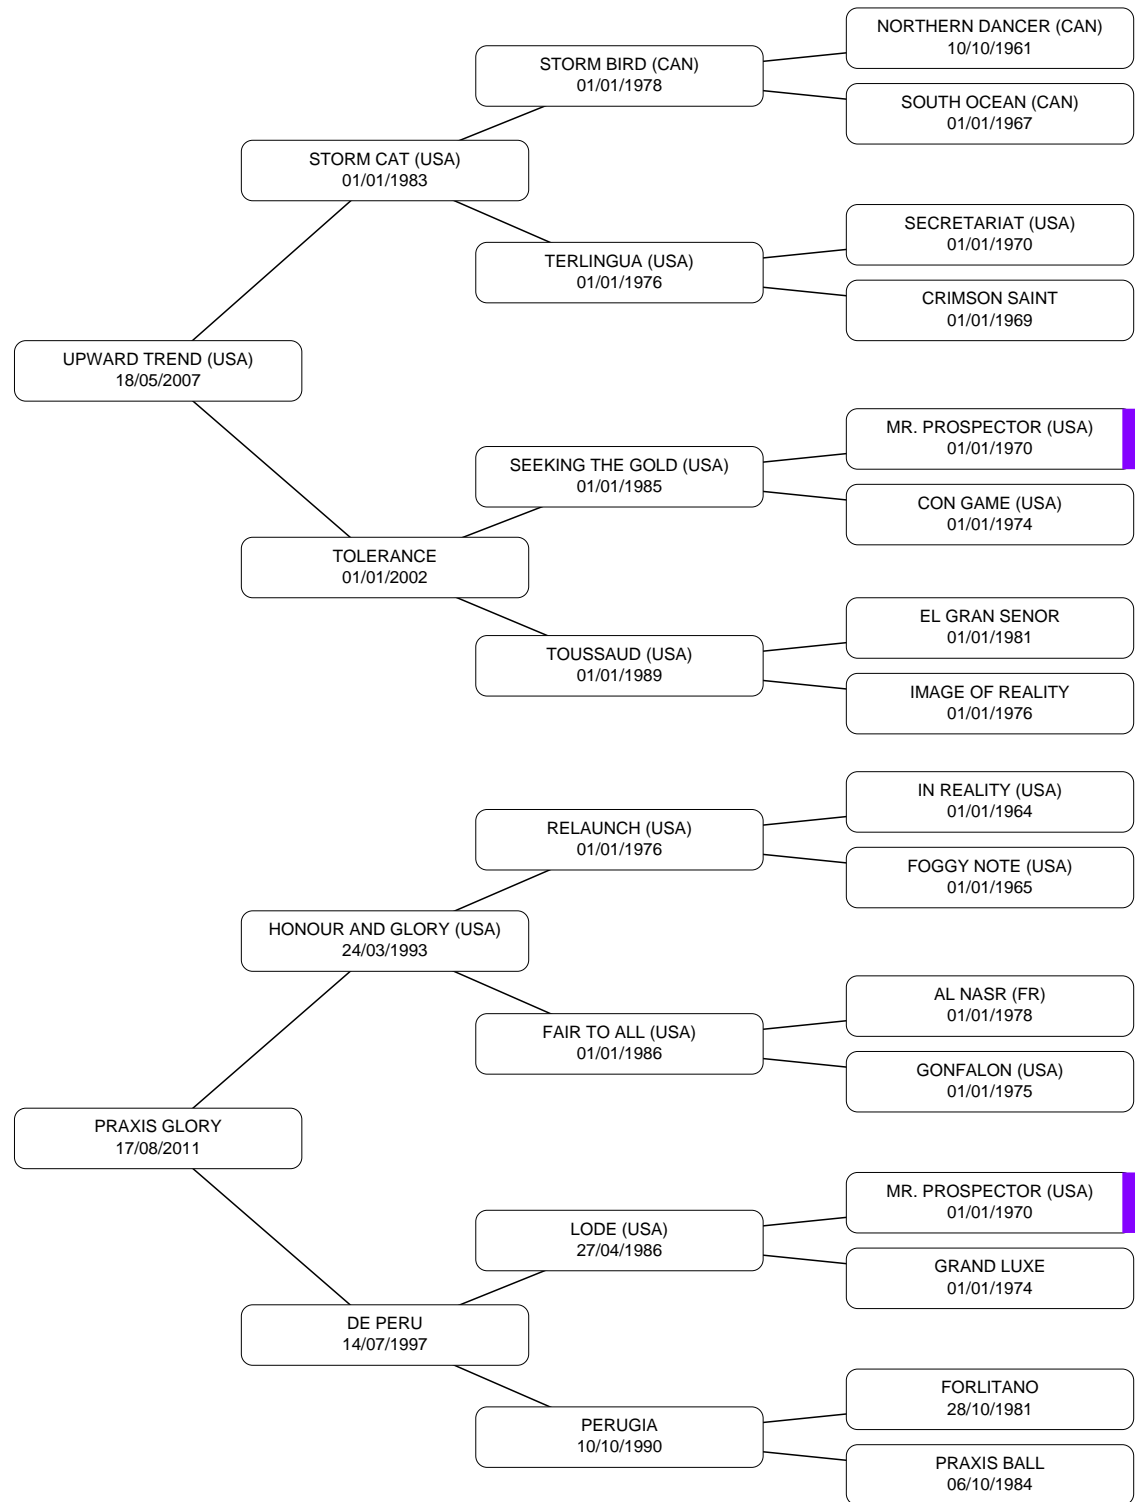 NORTHERN DANCER (CAN)
10/10/1961
STORM BIRD (CAN)
01/01/1978
SOUTH OCEAN (CAN)
01/01/1967
STORM CAT (USA)
01/01/1983
SECRETARIAT (USA)
01/01/1970
TERLINGUA (USA)
01/01/1976
CRIMSON SAINT
01/01/1969
UPWARD TREND (USA)
18/05/2007
MR. PROSPECTOR (USA)
01/01/1970
SEEKING THE GOLD (USA)
01/01/1985
CON GAME (USA)
01/01/1974
TOLERANCE
01/01/2002
EL GRAN SENOR
01/01/1981
TOUSSAUD (USA)
01/01/1989
IMAGE OF REALITY
01/01/1976
IN REALITY (USA)
01/01/1964
RELAUNCH (USA)
01/01/1976
FOGGY NOTE (USA)
01/01/1965
HONOUR AND GLORY (USA)
24/03/1993
AL NASR (FR)
01/01/1978
FAIR TO ALL (USA)
01/01/1986
GONFALON (USA)
01/01/1975
PRAXIS GLORY
17/08/2011
MR. PROSPECTOR (USA)
01/01/1970
LODE (USA)
27/04/1986
GRAND LUXE
01/01/1974
DE PERU
14/07/1997
FORLITANO
28/10/1981
PERUGIA
10/10/1990
PRAXIS BALL
06/10/1984